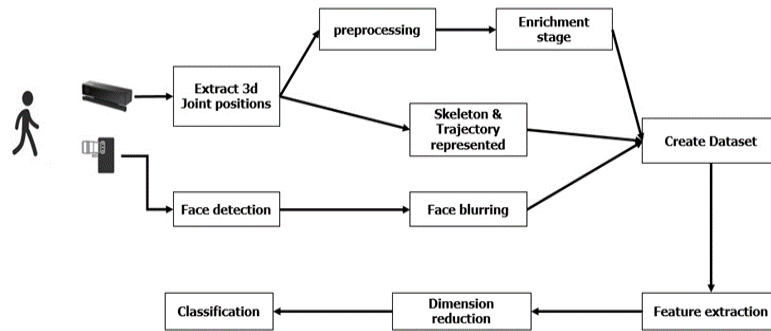 preprocessing
Enrichment
stage
Extract 3d
Joint positions
Skeleton &
Trajectory
represented
Create Dataset
Face detection
Face blurring
Classification
Dimension
reduction
Feature extraction